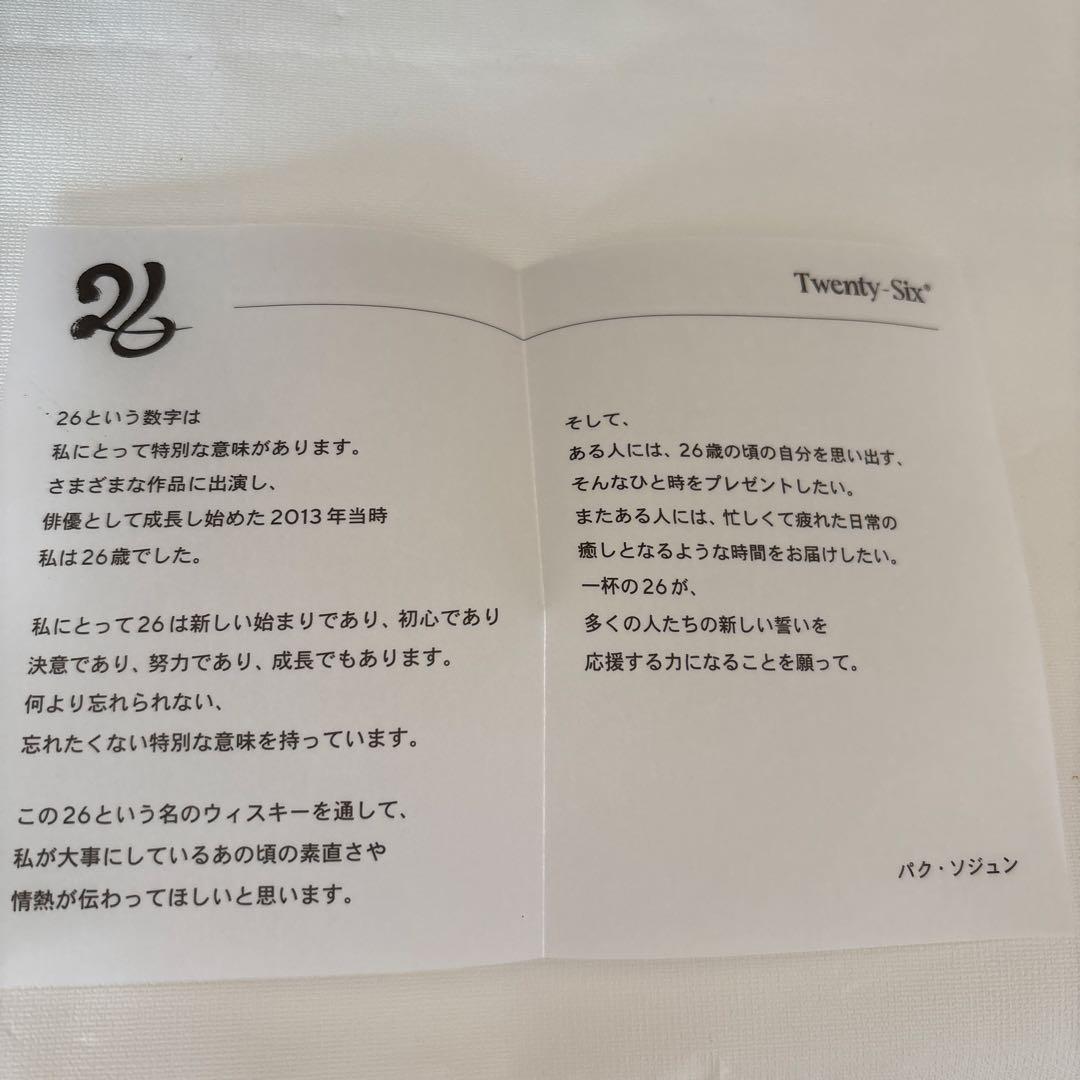 26
Twenty-Six®
26という数字は
私にとって特別な意味があります。
さまざまな作品に出演し、
俳優として成長し始めた2013年当時
私は26歳でした。
私にとって26は新しい始まりであり、初心であり
決意であり、努力であり、成長でもあります。
何より忘れられない、
忘れたくない特別な意味を持っています。
この26という名のウィスキーを通して、
私が大事にしているあの頃の素直さや
情熱が伝わってほしいと思います。
そして、
ある人には、26歳の頃の自分を思い出す、
そんなひと時をプレゼントしたい。
またある人には、忙しくて疲れた日常の
癒しとなるような時間をお届けしたい。
一杯の26が、
多くの人たちの新しい誓いを
応援する力になることを願って。
パク・ソジュン